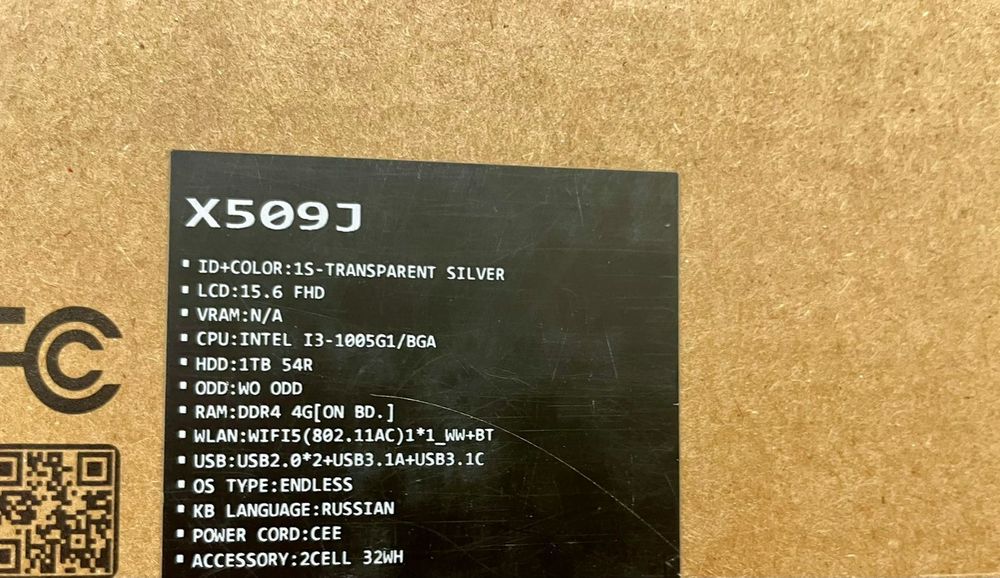 X509J
▪ ID+COLOR:1S-TRANSPARENT SILVER
▪ LCD:15.6 FHD
▪ VRAM:N/A
▪ CPU:INTEL I3-1005G1/BGA
▪ HDD:1TB 54R
▪ ODD:WO ODD
▪ RAM:DDR4 4G[ON BD.]
▪ WLAN:WIFI5(802.11AC)1*1_WW+BT
▪ USB:USB2.0*2+USB3.1A+USB3.1C
▪ OS TYPE:ENDLESS
▪ KB LANGUAGE:RUSSIAN
▪ POWER CORD:CEE
▪ ACCESSORY:2CELL 32WH